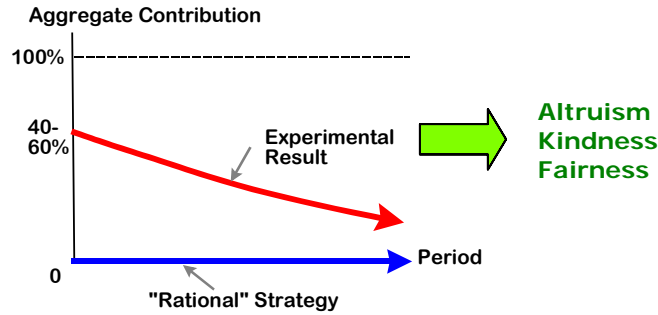 Aggregate Contribution
100%
40-
60%
Experimental
Result
Altruism
Kindness
Fairness
Period
0
"Rational" Strategy